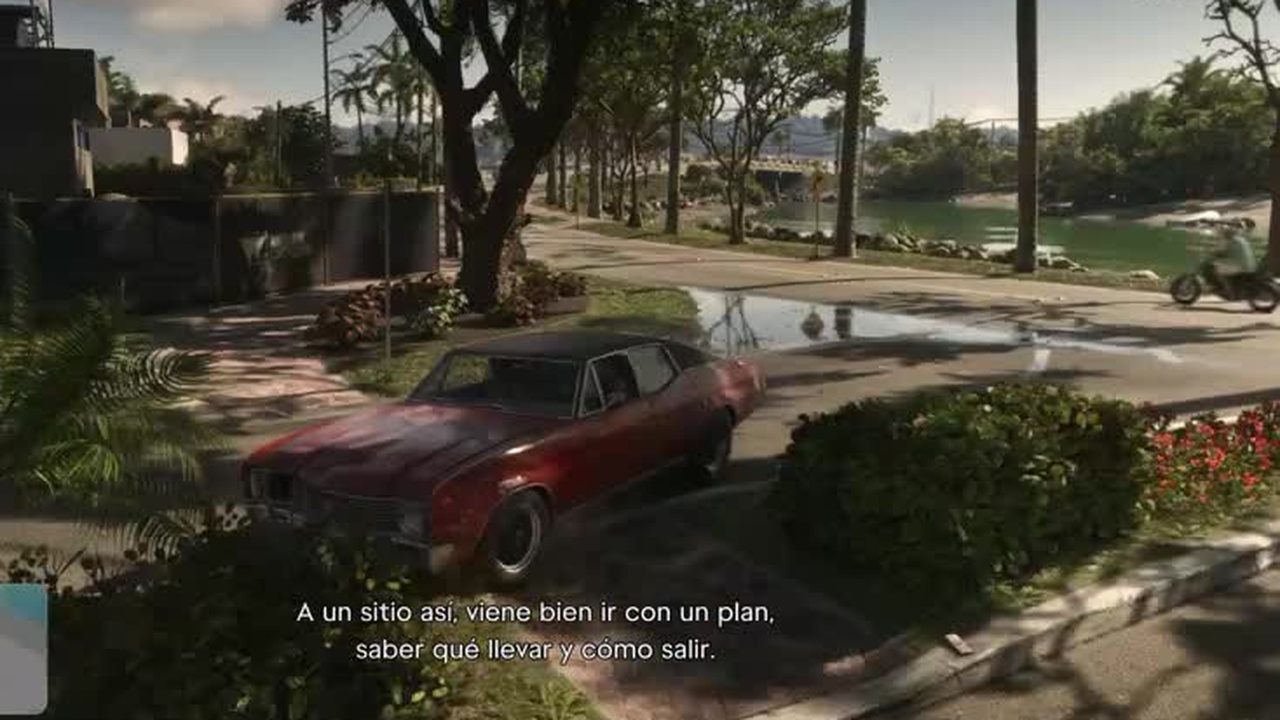 A un sitio así, viene bien ir con un plan,
saber qué llevar y cómo salir.